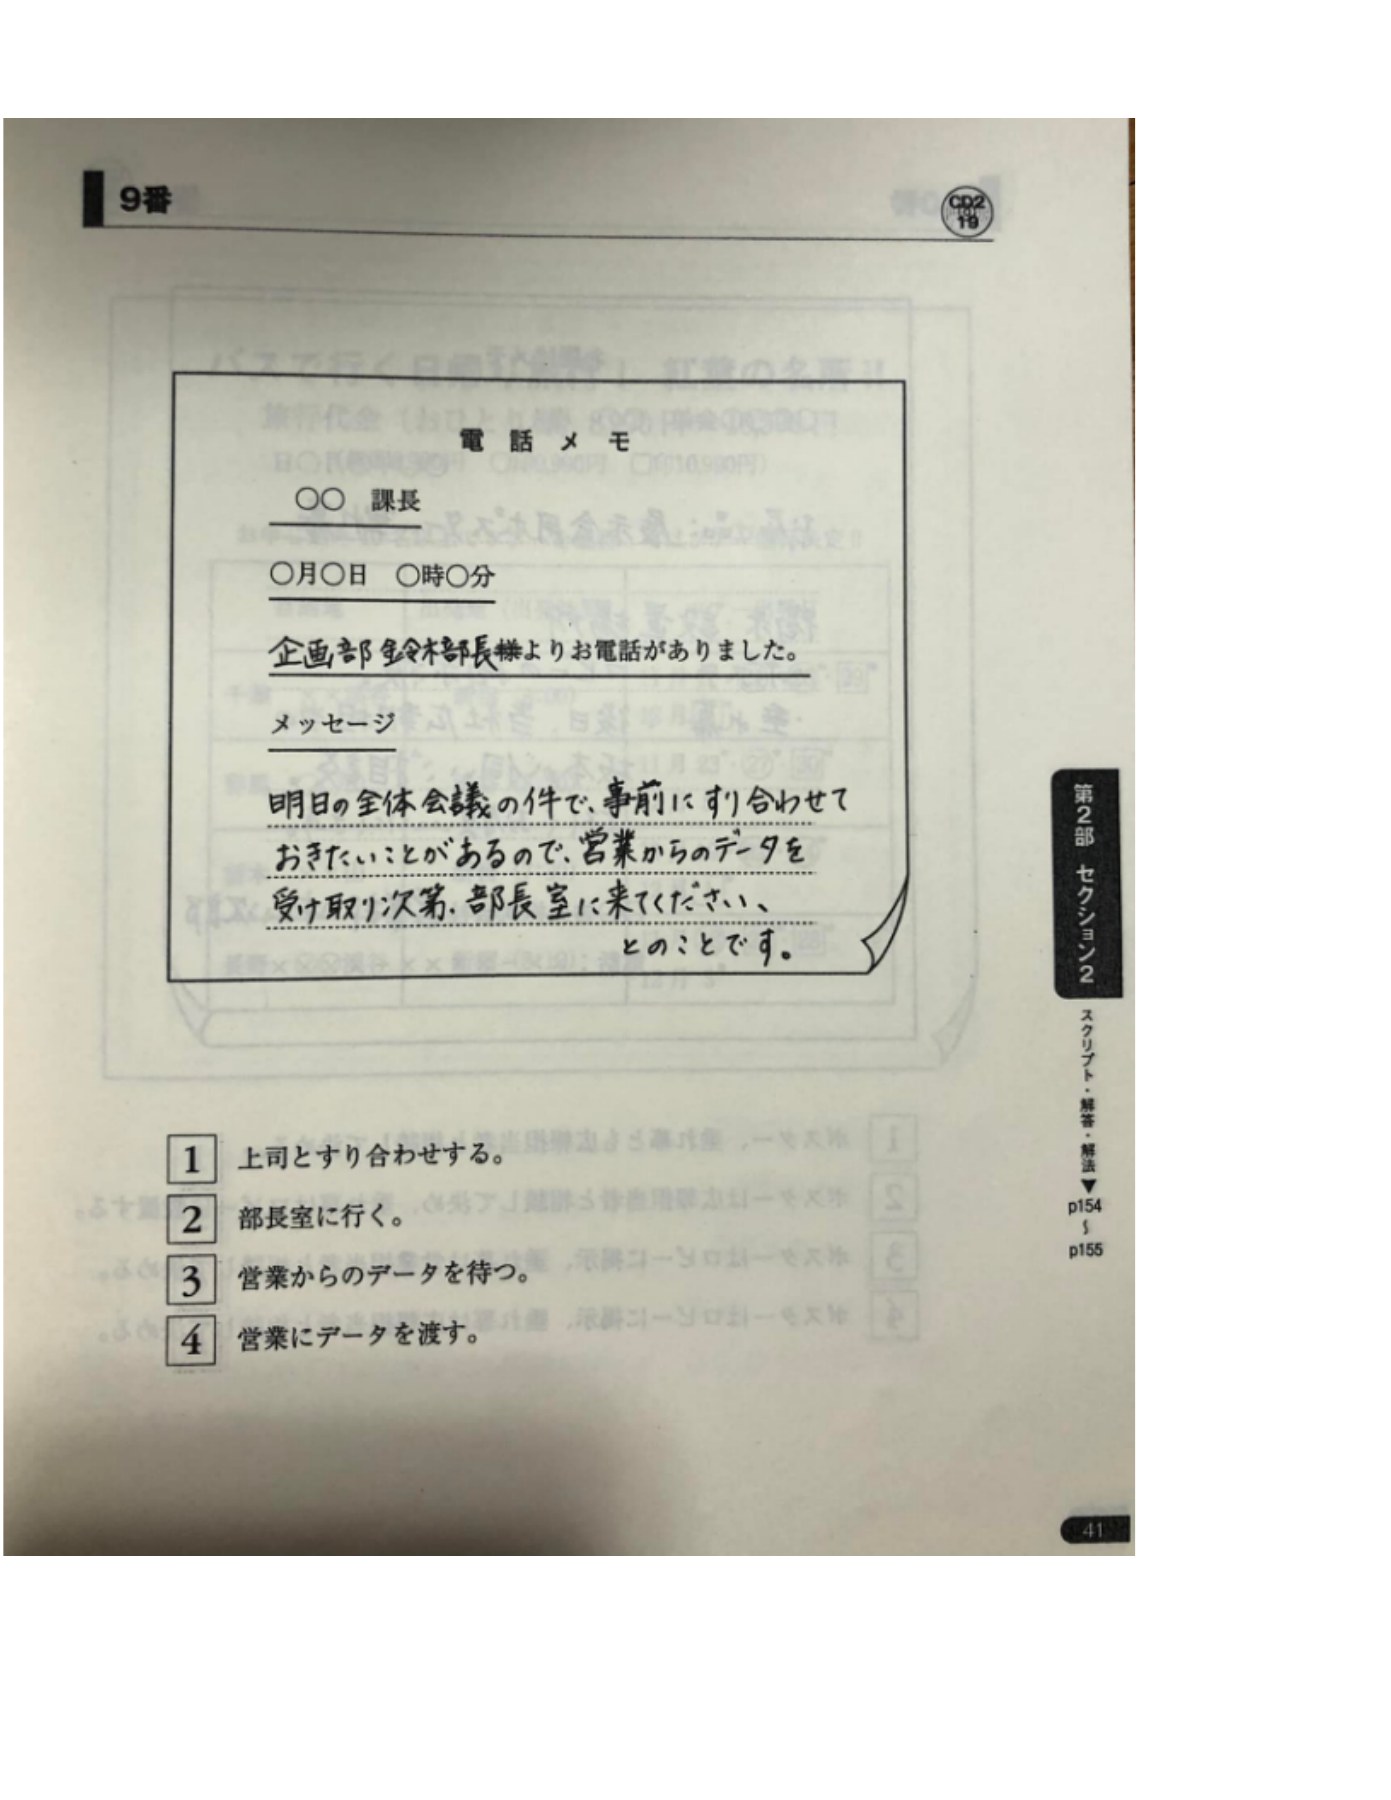 9番
CD2
19
電話メモ
〇〇 課長
〇月〇日 〇時〇分
企画部 鈴木部長様よりお電話がありました。
メッセージ
明日の全体会議の件で、事前にすり合わせて
おきたいことがあるので、営業からのデータを
受け取り次第、部長室に来てください、
とのことです。
1 上司とすり合わせする。
2 部長室に行く。
3 営業からのデータを待つ。
4 営業にデータを渡す。
第2部 セクション2
スクリプト・解答・解法▼
p154
〜
p155
41